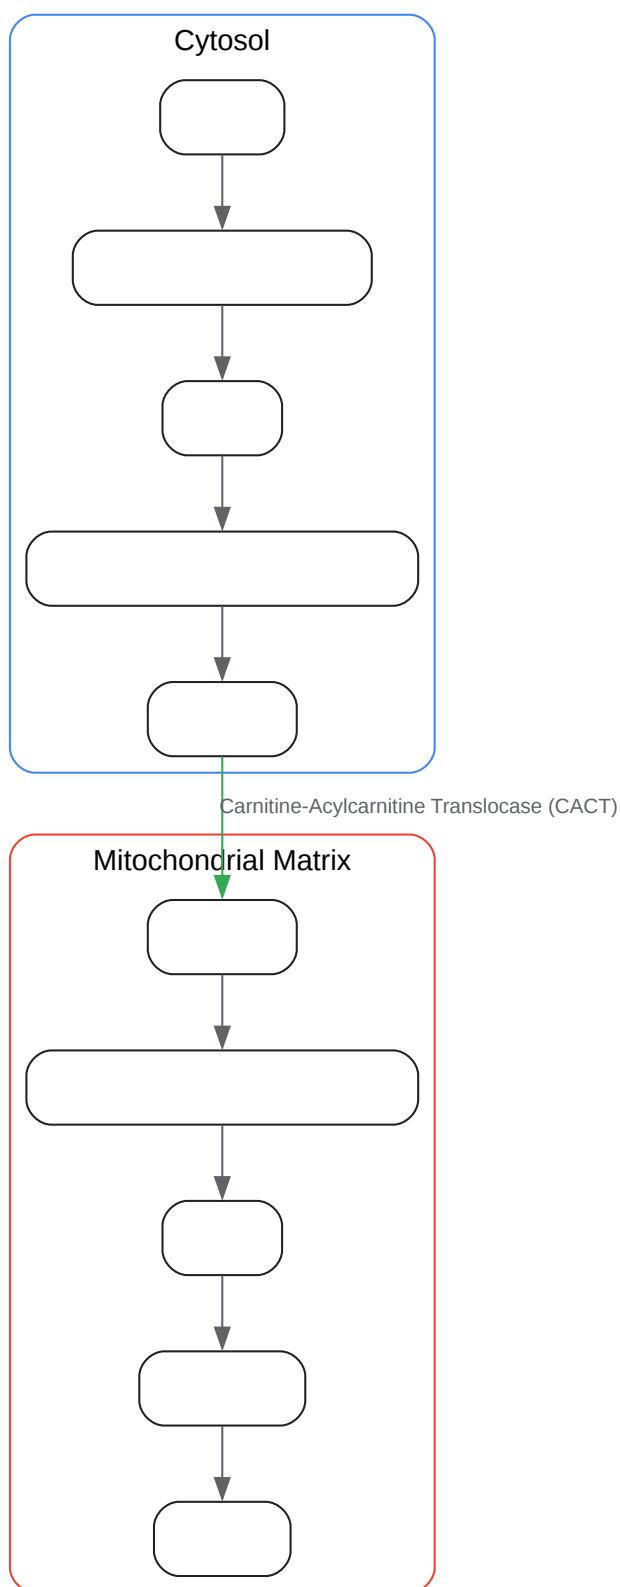 Cytosol
Carnitine-Acylcarnitine Translocase (CACT)
Mitochondrial Matrix